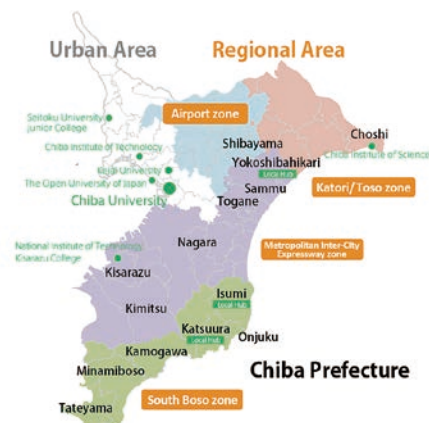 Urban Area
Regional Area
Airport zone
Seitoku University
Junior College
Chiba Institute of Technology
Keiji University
The Open University of Japan
Chiba University
Shibayama
Choshi
Chiba Institute of Science
Yokoshibahikari
Local Hub
Sammu
Katori/Toso zone
Togane
Nagara
National Institute of Technology
Kisarazu College
Kisarazu
Metropolitan Inter-City
Expressway zone
Kimitsu
Isumi
Local Hub
Katsuura
Local Hub
Onjuku
Kamogawa
Minamiboso
Chiba Prefecture
Tateyama
South Boso zone